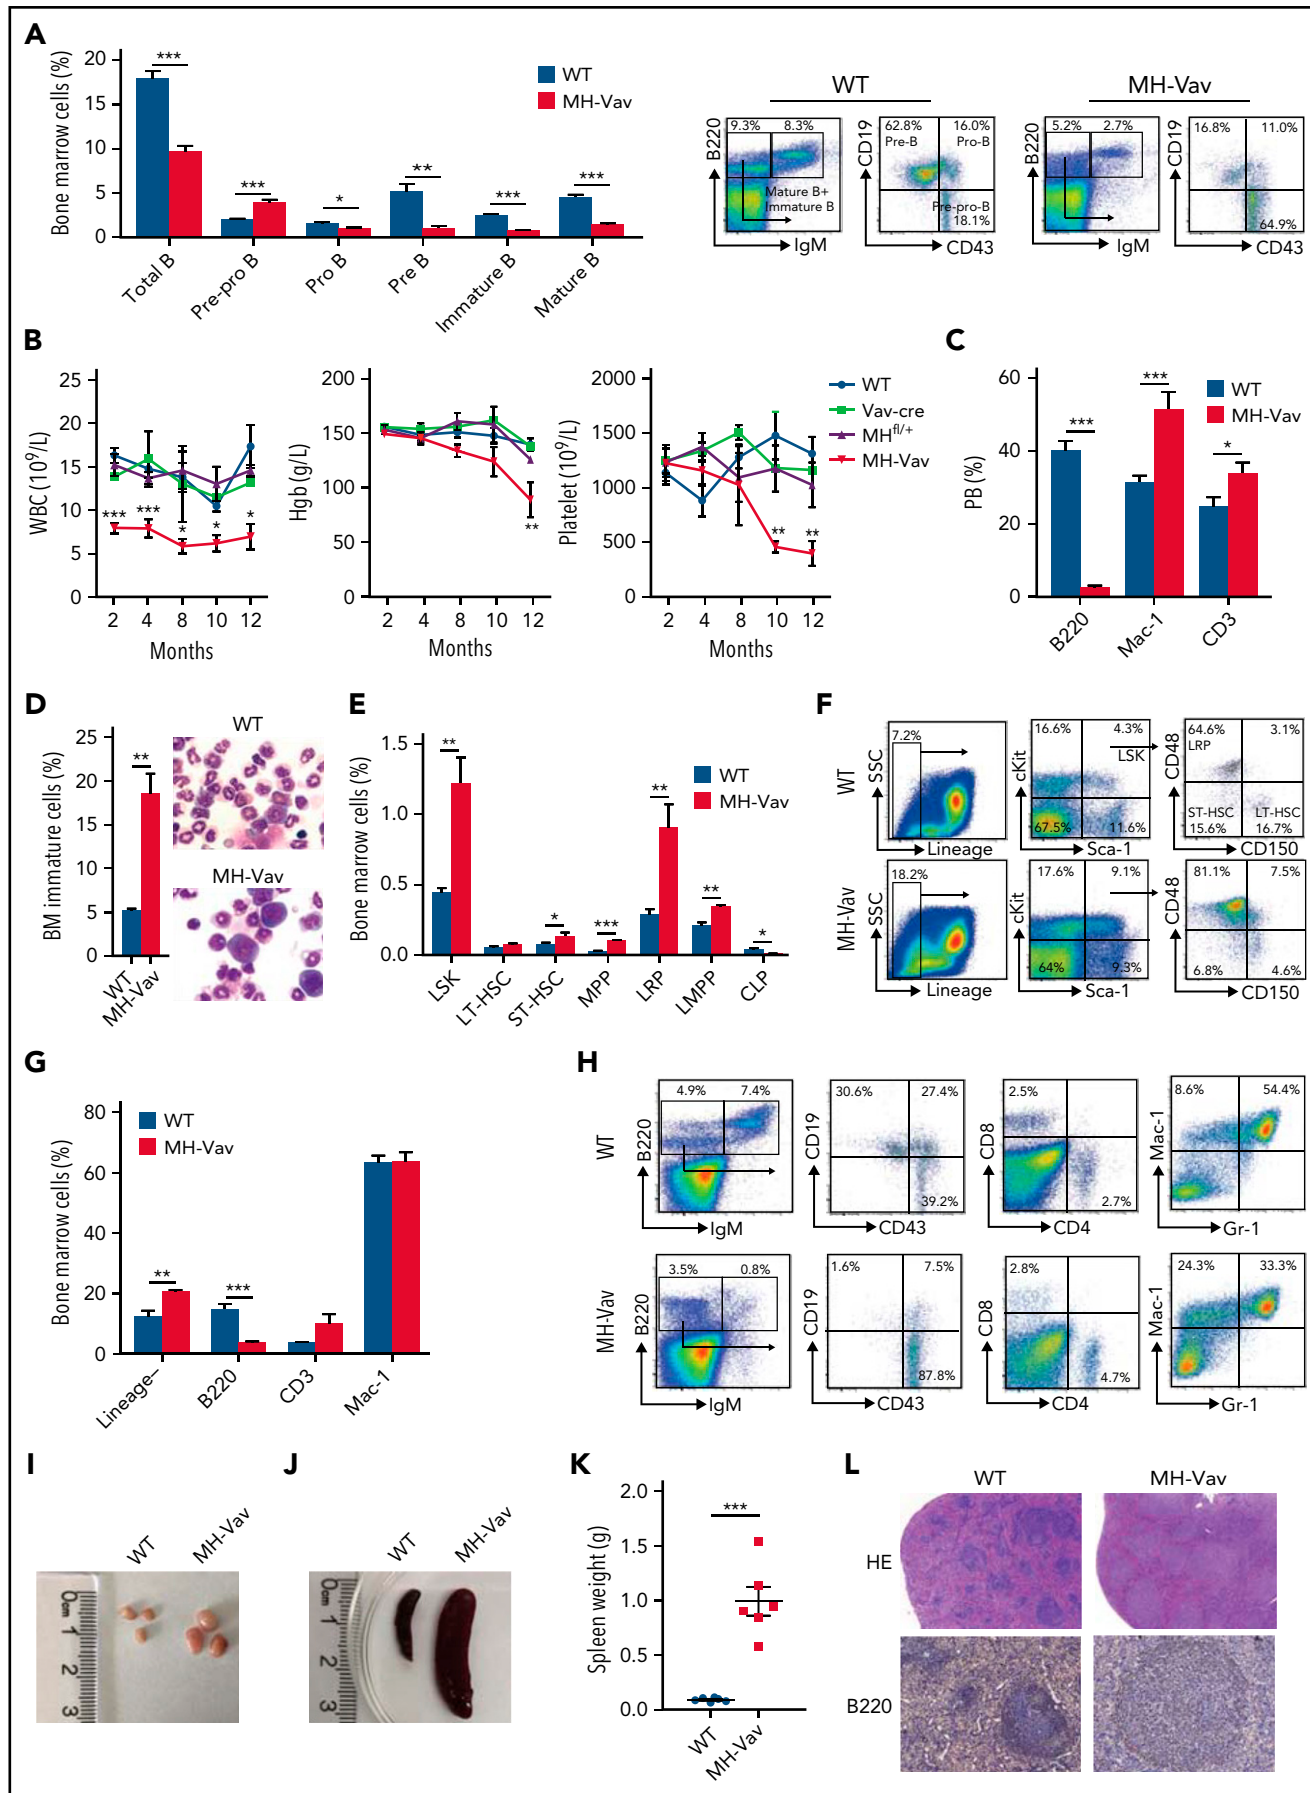 A
Bone marrow cells (%)
20
15
10
5
0
***
***
*
**
***
***
WT
MH-Vav
Total B
Pre-pro B
Pro B
Pre B
Immature B
Mature B
WT
MH-Vav
B220
9.3%
8.3%
Mature B+
Immature B
IgM
CD19
62.8%
Pre-B
16.0%
Pro-B
Pre-pro-B
18.1%
CD43
B220
5.2%
2.7%
IgM
CD19
16.8%
11.0%
64.9%
CD43
B
WBC (10⁹/L)
25
20
15
10
5
0
***
***
*
*
*
2
4
8
10
12
Months
Hgb (g/L)
200
150
100
50
0
**
2
4
8
10
12
Months
Platelet (10⁹/L)
2000
1500
1000
500
0
**
**
2
4
8
10
12
Months
WT
Vav-cre
MHfl/+
MH-Vav
C
PB (%)
60
40
20
0
***
***
*
WT
MH-Vav
B220
Mac-1
CD3
D
BM immature cells (%)
25
20
15
10
5
0
**
WT
MH-Vav
WT
MH-Vav
E
Bone marrow cells (%)
1.5
1.0
0.5
0.0
**
*
***
**
**
*
WT
MH-Vav
LSK
LT-HSC
ST-HSC
MPP
LRP
LMPP
CLP
F
WT
SSC
7.2%
Lineage
cKit
16.6%
4.3%
LSK
67.5%
11.6%
Sca-1
CD48
64.6%
LRP
3.1%
ST-HSC
15.6%
LT-HSC
16.7%
CD150
MH-Vav
SSC
18.2%
Lineage
cKit
17.6%
9.1%
64%
9.3%
Sca-1
CD48
81.1%
7.5%
6.8%
4.6%
CD150
G
Bone marrow cells (%)
80
60
40
20
0
**
***
WT
MH-Vav
Lineage–
B220
CD3
Mac-1
H
WT
B220
4.9%
7.4%
IgM
CD19
30.6%
27.4%
39.2%
CD43
CD8
2.5%
2.7%
CD4
Mac-1
8.6%
54.4%
Gr-1
MH-Vav
B220
3.5%
0.8%
IgM
CD19
1.6%
7.5%
87.8%
CD43
CD8
2.8%
4.7%
CD4
Mac-1
24.3%
33.3%
Gr-1
I
WT
MH-Vav
0cm
1
2
3
J
WT
MH-Vav
0cm
1
2
3
K
Spleen weight (g)
2.0
1.5
1.0
0.5
0.0
***
WT
MH-Vav
L
WT
MH-Vav
HE
B220